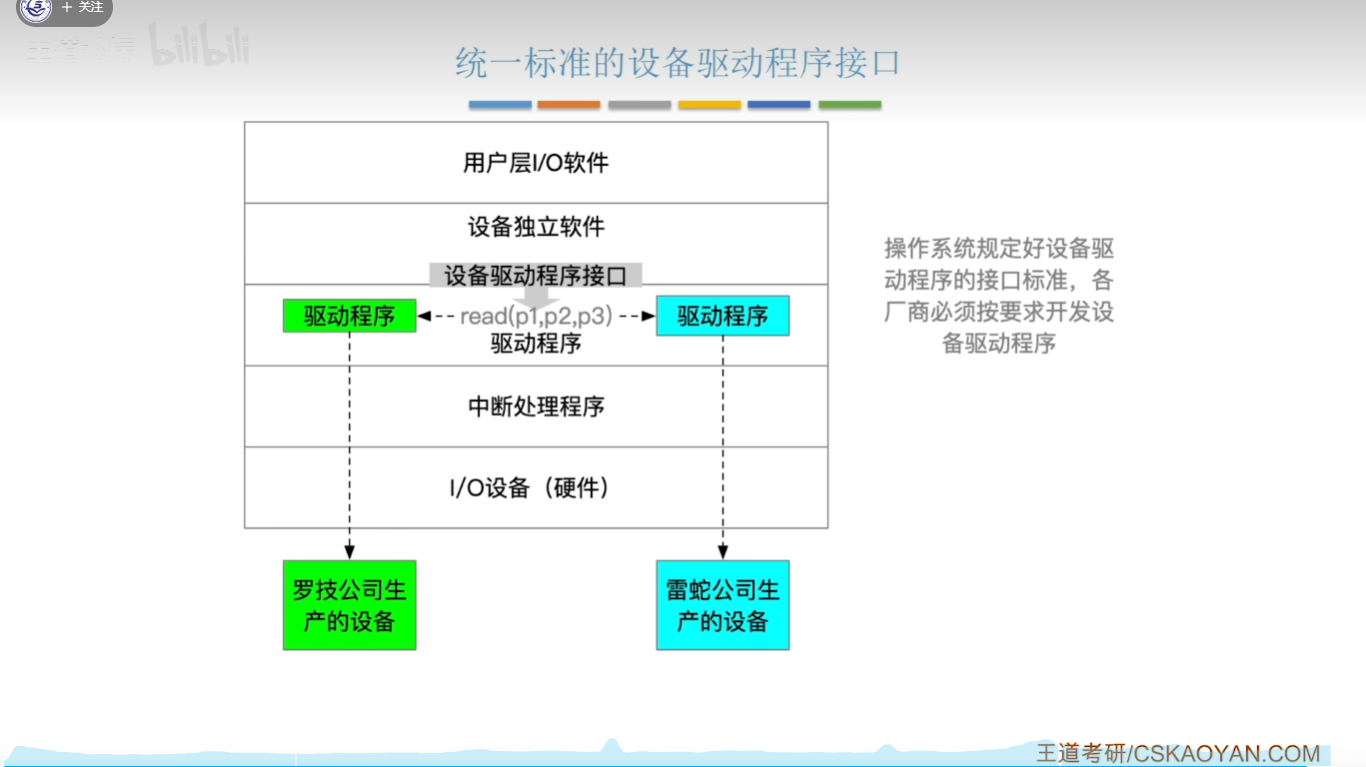 + 关注
bilibili
统一标准的设备驱动程序接口
用户层I/O软件
设备独立软件
设备驱动程序接口
驱动程序
read(p1,p2,p3)
驱动程序
驱动程序
中断处理程序
I/O设备（硬件）
罗技公司生
产的设备
雷蛇公司生
产的设备
操作系统规定好设备驱
动程序的接口标准，各
厂商必须按要求开发设
备驱动程序
王道考研/CSKAOYAN.COM